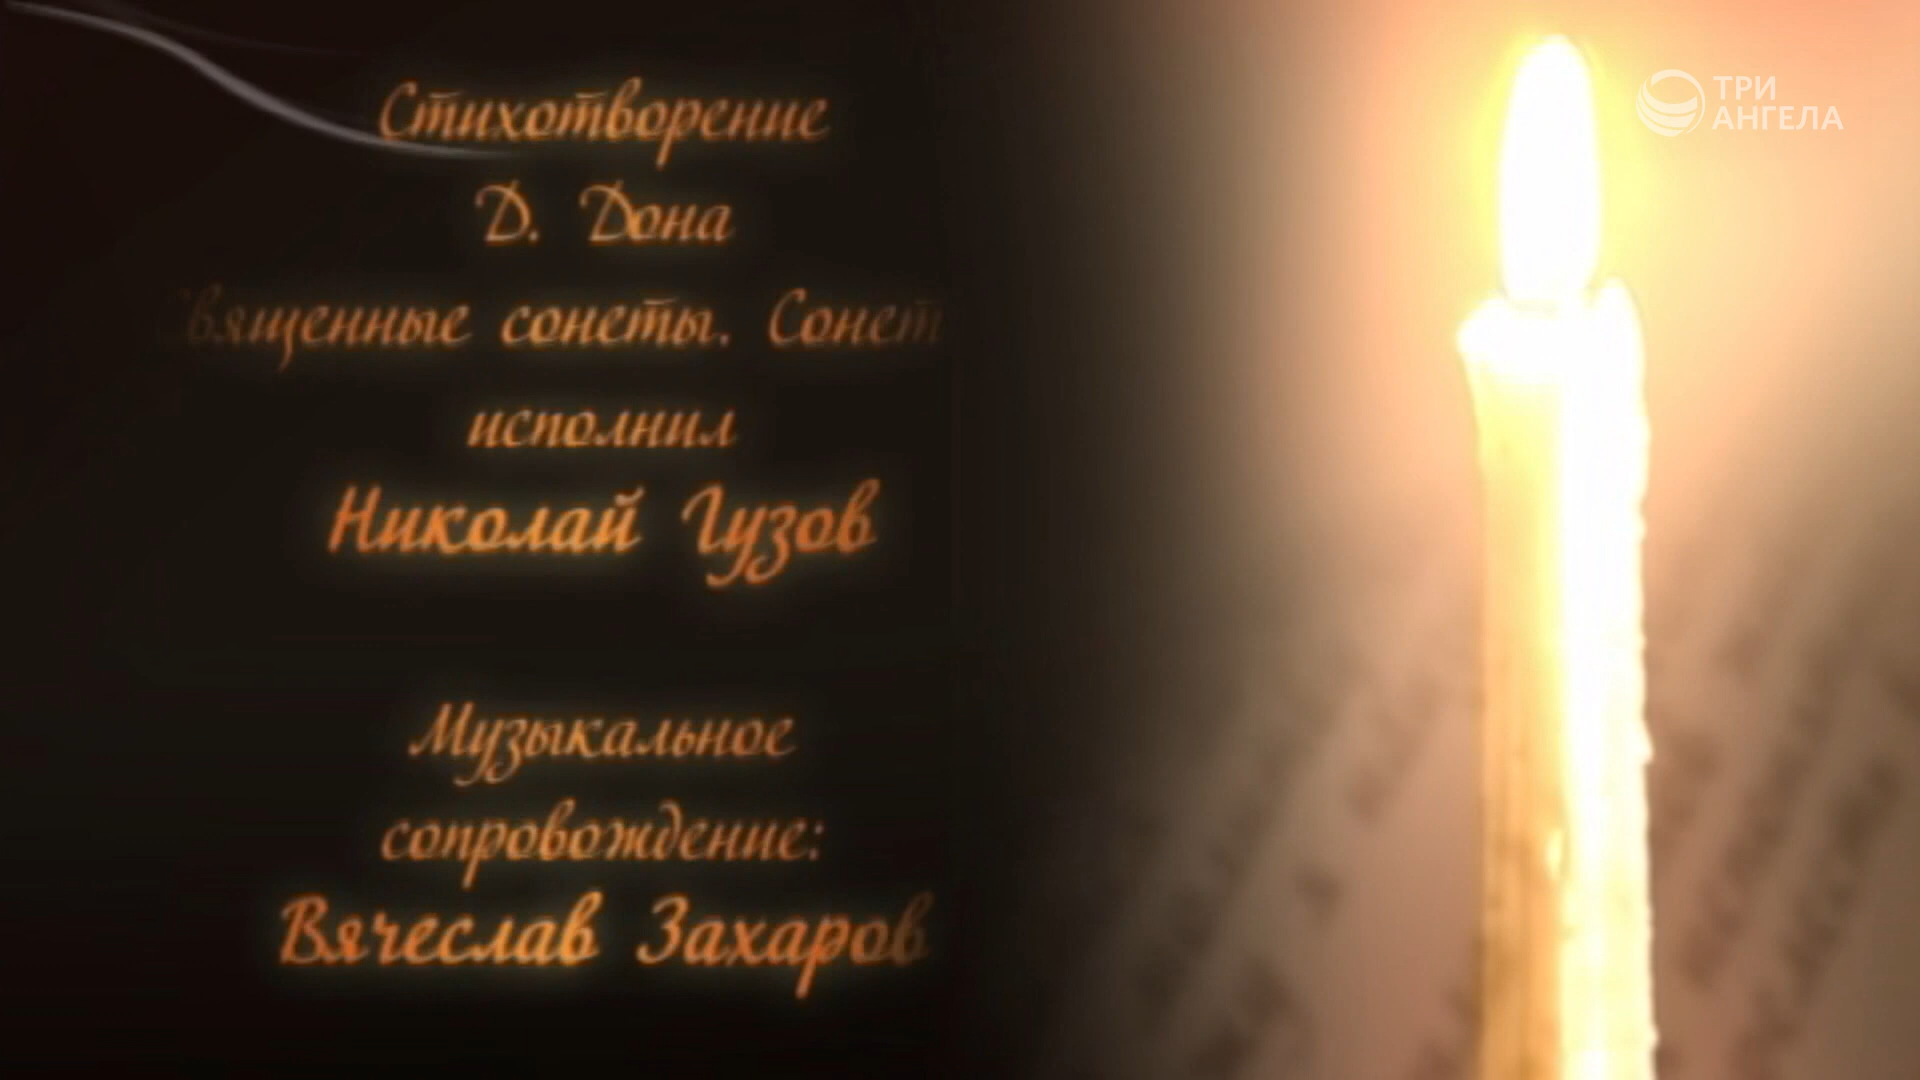 Стихотворение
Д. Дона
Священные сонеты. Сонет
исполнил
Николай Гузов
Музыкальное
сопровождение:
Вячеслав Захаров
ТРИ
АНГЕЛА